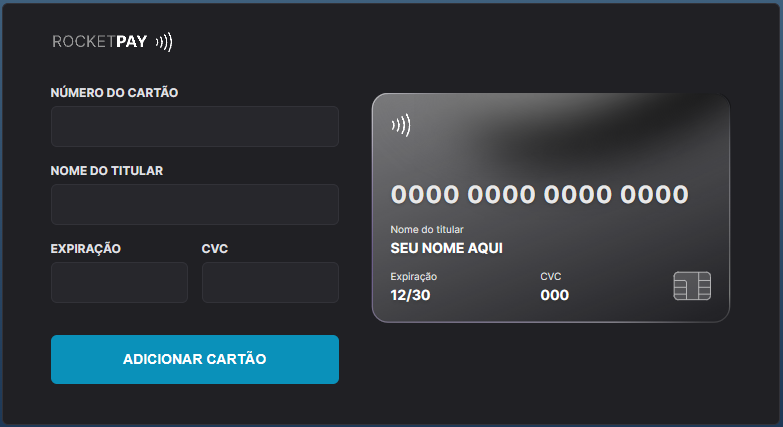 ROCKETPAY
NÚMERO DO CARTÃO
NOME DO TITULAR
EXPIRAÇÃO CVC
ADICIONAR CARTÃO
0000 0000 0000 0000
Nome do titular
SEU NOME AQUI
Expiração CVC
12/30 000